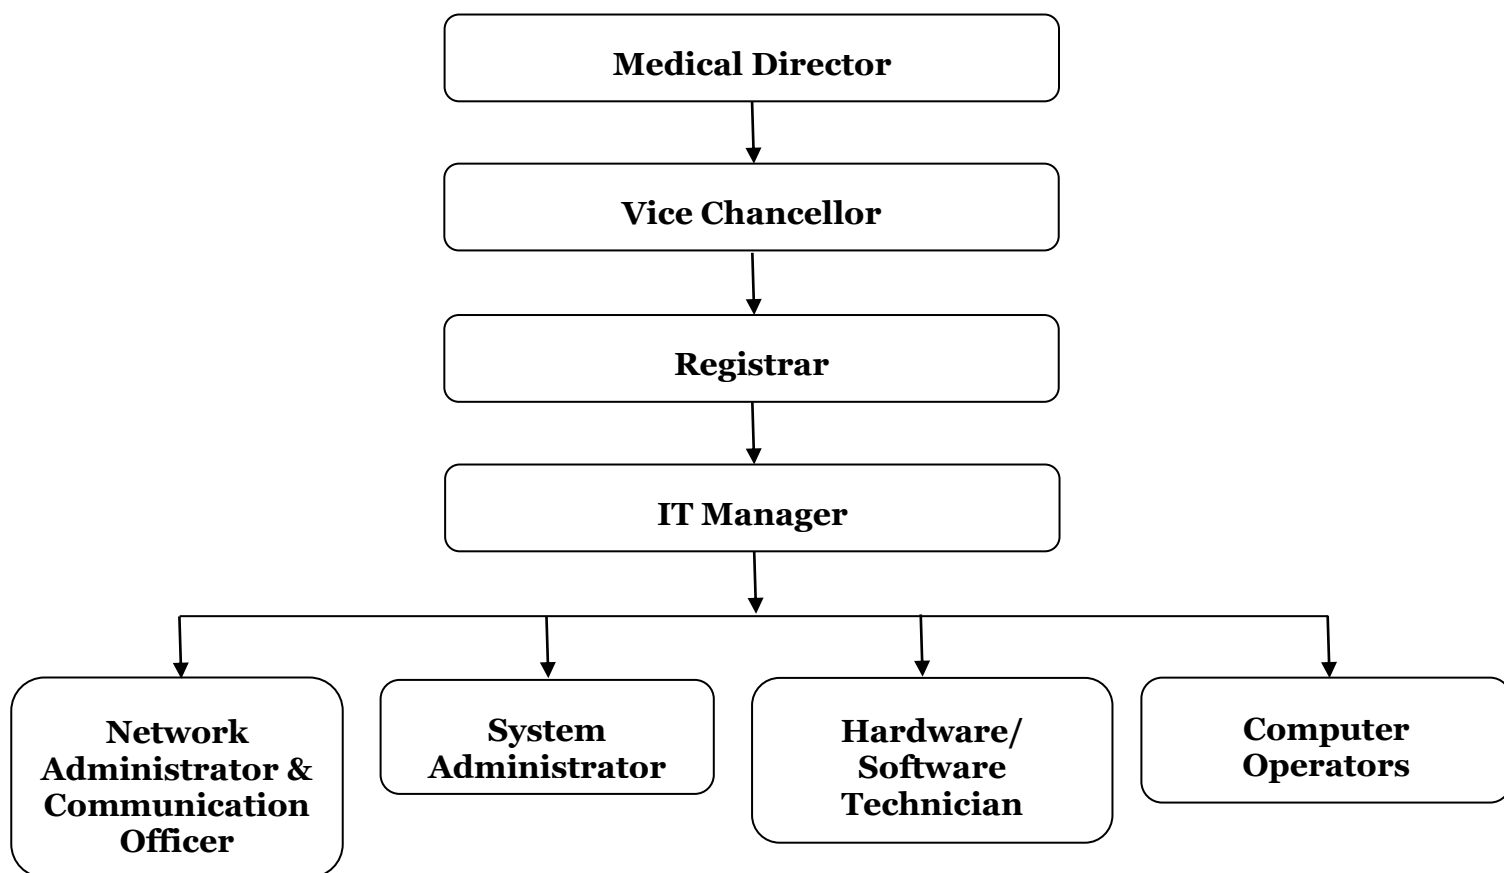 Medical Director
Vice Chancellor
Registrar
IT Manager
Network
Administrator &
Communication
Officer
System
Administrator
Hardware/
Software
Technician
Computer
Operators